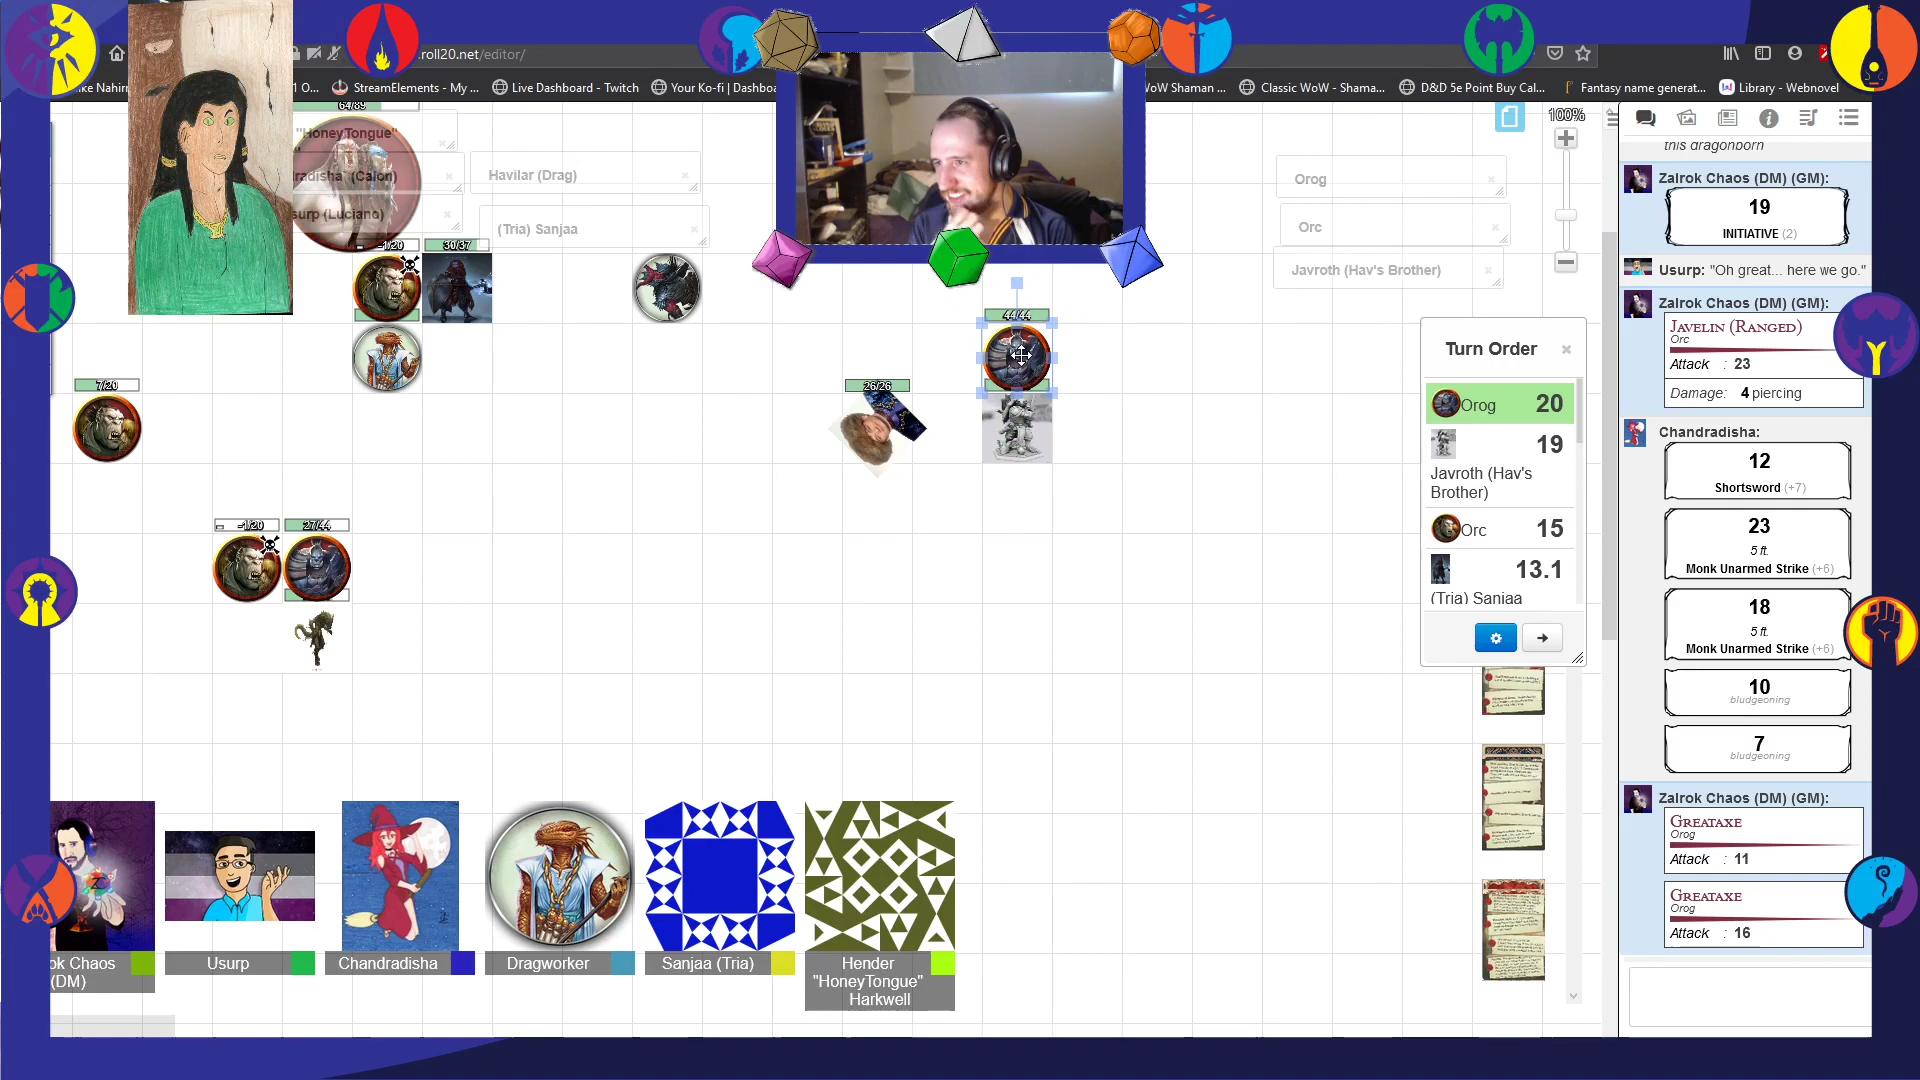 .roll20.net/editor/
StreamElements - My ...
Live Dashboard - Twitch
Your Ko-fi | Dashboa
WoW Shaman ...
Classic WoW - Shama...
D&D 5e Point Buy Cal...
Fantasy name generat...
Library - Webnovel
64/89
"HoneyTongue"
Havilar (Drag)
(Tria) Sanjaa
-1/20
30/37
Orog
Orc
Javroth (Hav's Brother)
100%
44/44
26/26
7/20
-1/20
27/44
Turn Order
Orog 20
19
Javroth (Hav's
Brother)
Orc 15
13.1
(Tria) Sanjaa
this dragonborn
Zalrok Chaos (DM) (GM):
19
INITIATIVE (2)
Usurp: "Oh great... here we go."
Zalrok Chaos (DM) (GM):
JAVELIN (RANGED)
Orc
Attack : 23
Damage: 4 piercing
Chandradisha:
12
Shortsword (+7)
23
5 ft.
Monk Unarmed Strike (+6)
18
5 ft.
Monk Unarmed Strike (+6)
10
bludgeoning
7
bludgeoning
Zalrok Chaos (DM) (GM):
GREATAXE
Orog
Attack : 11
GREATAXE
Orog
Attack : 16
ok Chaos
(DM)
Usurp
Chandradisha
Dragworker
Sanjaa (Tria)
Hender
"HoneyTongue"
Harkwell